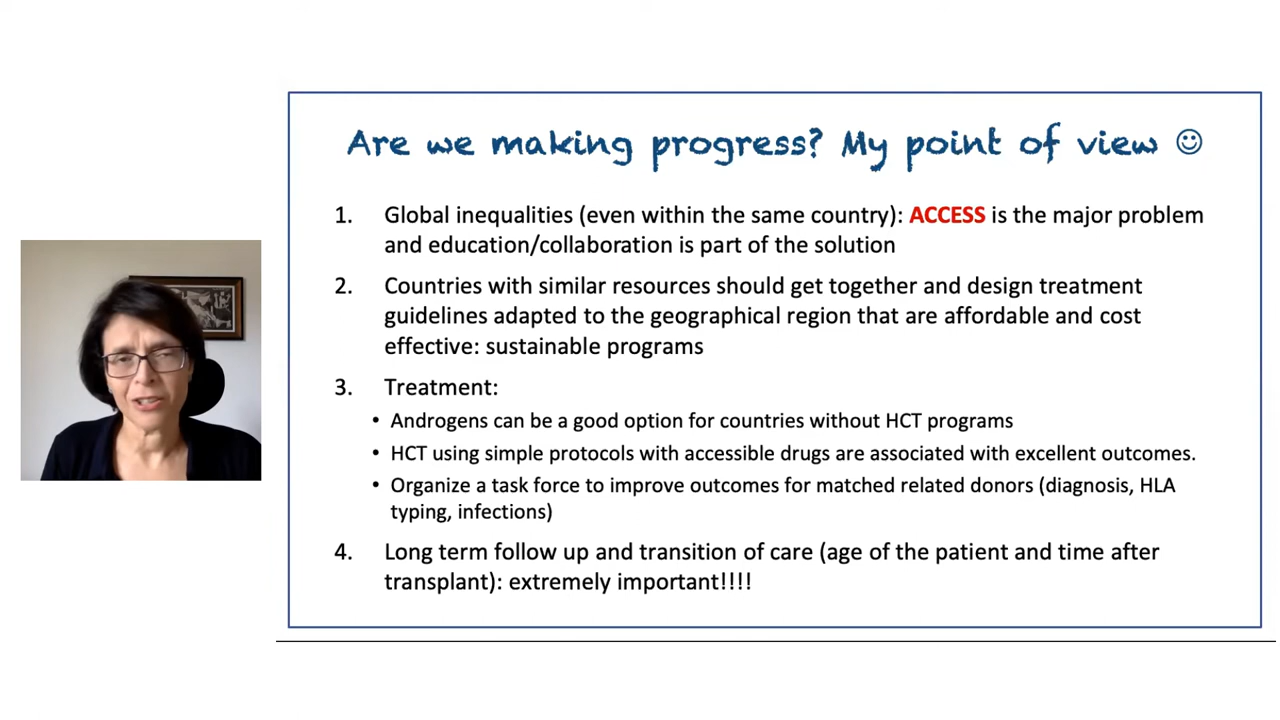 Are we making progress? My point of view ☺
1. Global inequalities (even within the same country): ACCESS is the major problem
and education/collaboration is part of the solution
2. Countries with similar resources should get together and design treatment
guidelines adapted to the geographical region that are affordable and cost
effective: sustainable programs
3. Treatment:
• Androgens can be a good option for countries without HCT programs
• HCT using simple protocols with accessible drugs are associated with excellent outcomes.
• Organize a task force to improve outcomes for matched related donors (diagnosis, HLA
typing, infections)
4. Long term follow up and transition of care (age of the patient and time after
transplant): extremely important!!!!